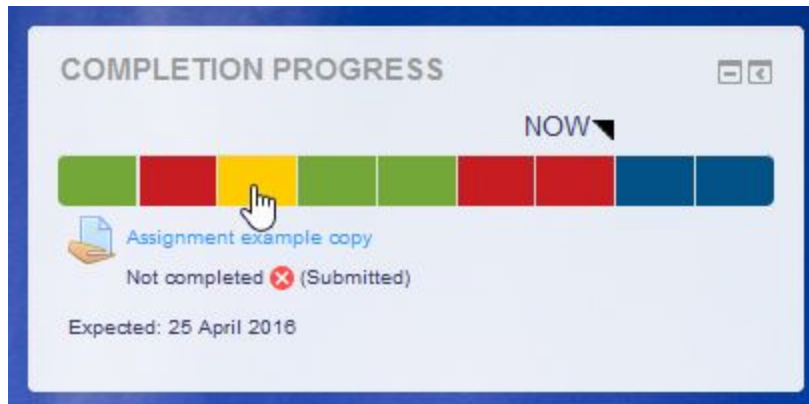 COMPLETION PROGRESS
NOW
Assignment example copy
Not completed (Submitted)
Expected: 25 April 2016